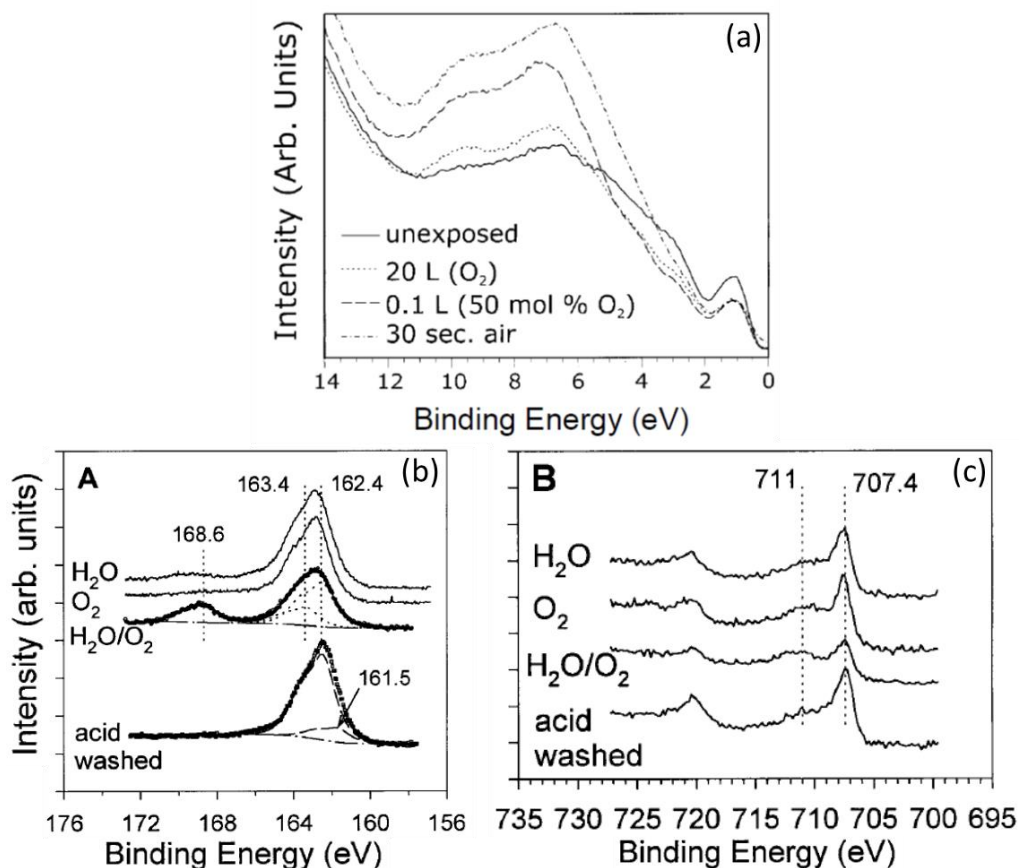 (a)
Intensity (Arb. Units)
unexposed
20 L (O₂)
0.1 L (50 mol % O₂)
30 sec. air
14 12 10 8 6 4 2 0
Binding Energy (eV)
A
(b)
163.4
162.4
168.6
H₂O
O₂
H₂O/O₂
161.5
acid
washed
Intensity (arb. units)
176 172 168 164 160 156
Binding Energy (eV)
B
(c)
711
707.4
H₂O
O₂
H₂O/O₂
acid
washed
735 730 725 720 715 710 705 700 695
Binding Energy (eV)